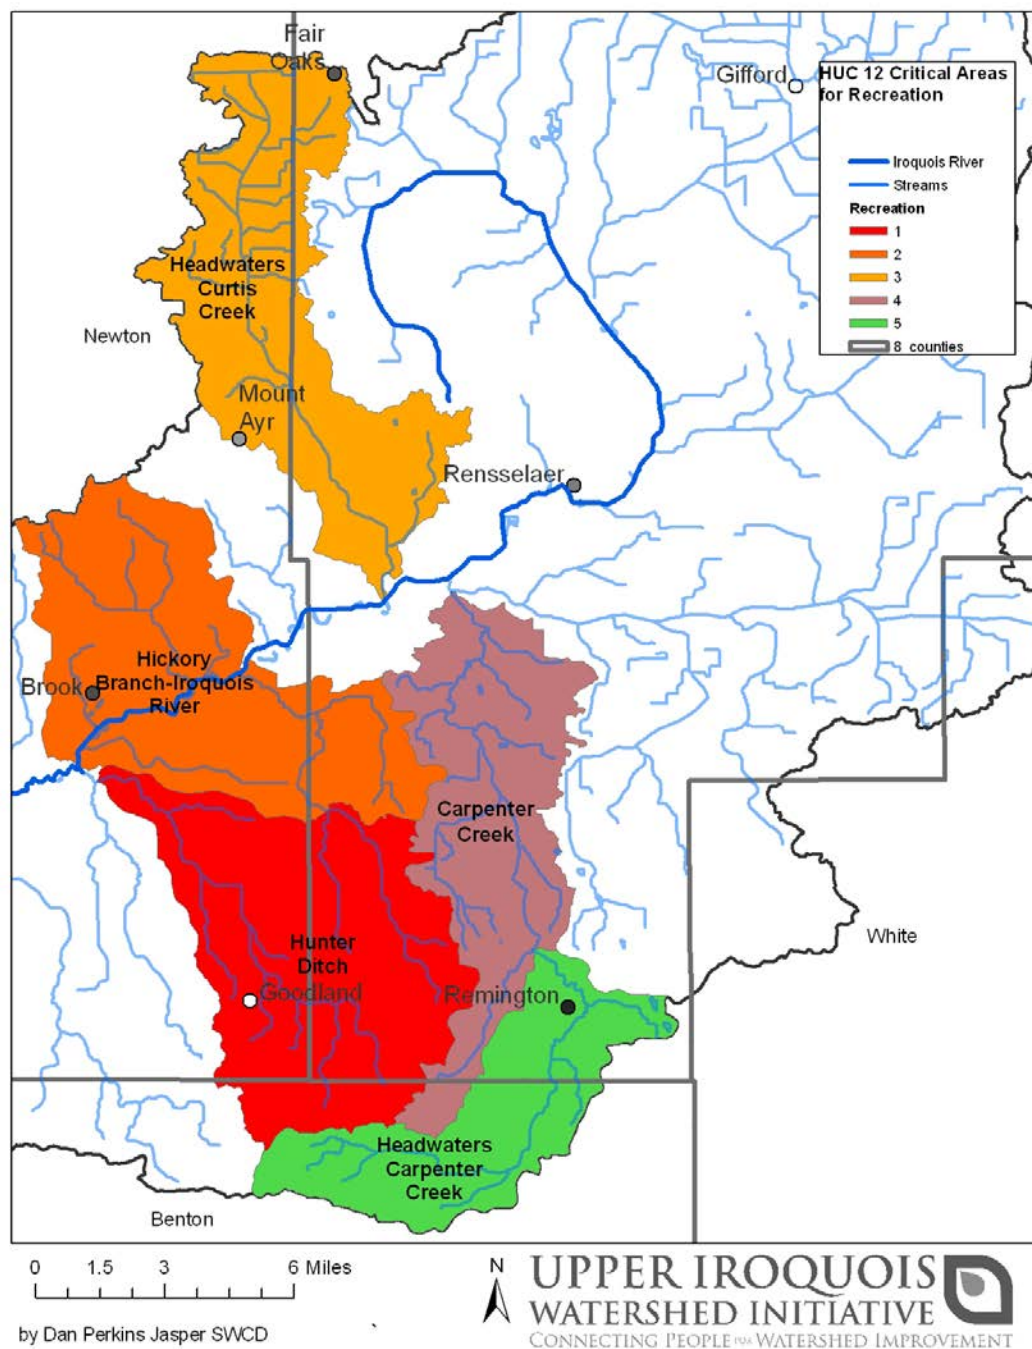 Fair
Oaks
Gifford
HUC 12 Critical Areas
for Recreation
Iroquois River
Streams
Recreation
1
2
3
4
5
8 counties
Headwaters
Curtis
Creek
Newton
Mount
Ayr
Rensselaer
Hickory
Branch-Iroquois
River
Brook
Carpenter
Creek
White
Hunter
Ditch
Goodland
Remington
Headwaters
Carpenter
Creek
Benton
0 1.5 3 6 Miles
N
by Dan Perkins Jasper SWCD
UPPER IROQUOIS
WATERSHED INITIATIVE
CONNECTING PEOPLE FOR WATERSHED IMPROVEMENT